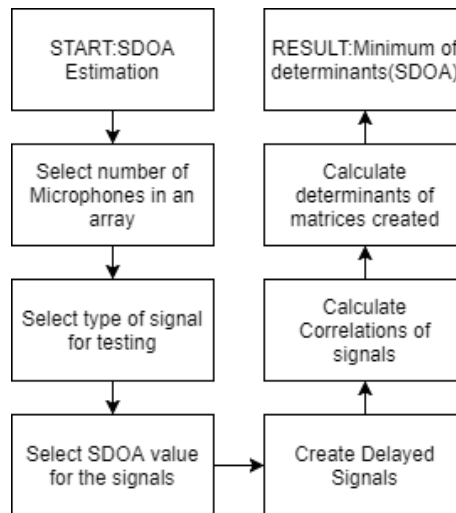 START:SDOA
Estimation
Select number of
Microphones in an
array
Select type of signal
for testing
Select SDOA value
for the signals
Create Delayed
Signals
Calculate
Correlations of
signals
Calculate
determinants of
matrices created
RESULT:Minimum of
determinants(SDOA)